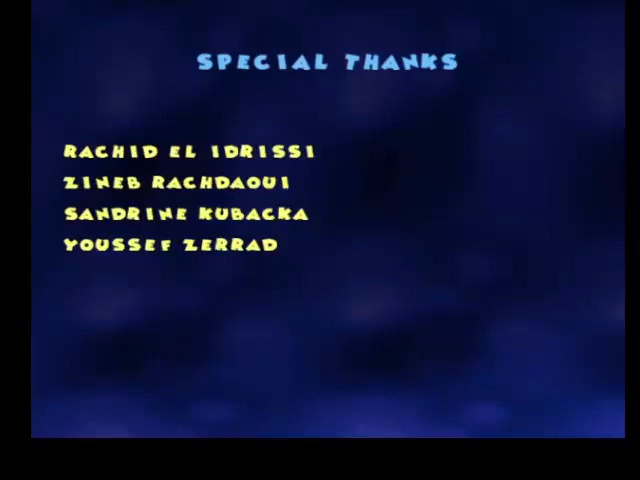 SPECIAL THANKS
RACHID EL IDRISSI
ZINEB RACHDAOUI
SANDRINE KUBACKA
YOUSSEF ZERRAD